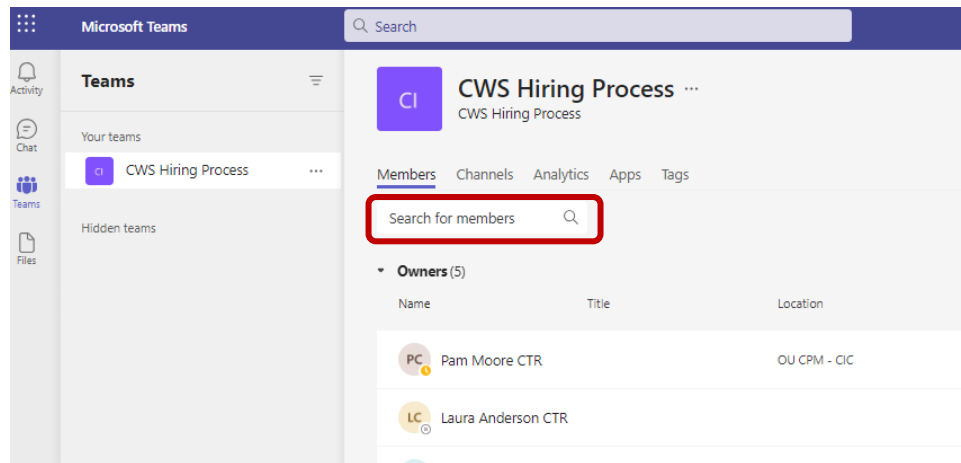 Microsoft Teams
Search
Activity
Chat
Teams
Files
Teams
Your teams
CI CWS Hiring Process ...
Hidden teams
CI
CWS Hiring Process ...
CWS Hiring Process
Members Channels Analytics Apps Tags
Search for members
Owners (5)
Name Title Location
PC Pam Moore CTR OU CPM - CIC
LC Laura Anderson CTR